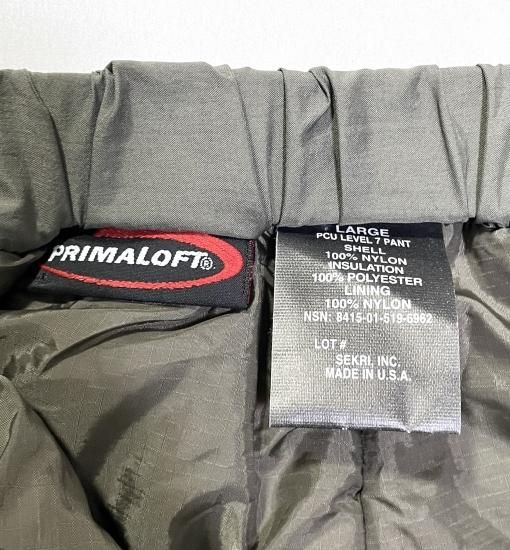 PRIMALOFT®
LARGE
PCU LEVEL 7 PANT
SHELL
100% NYLON
INSULATION
100% POLYESTER
LINING
100% NYLON
NSN: 8415-01-519-6962
LOT #
SEKRI, INC.
MADE IN U.S.A.